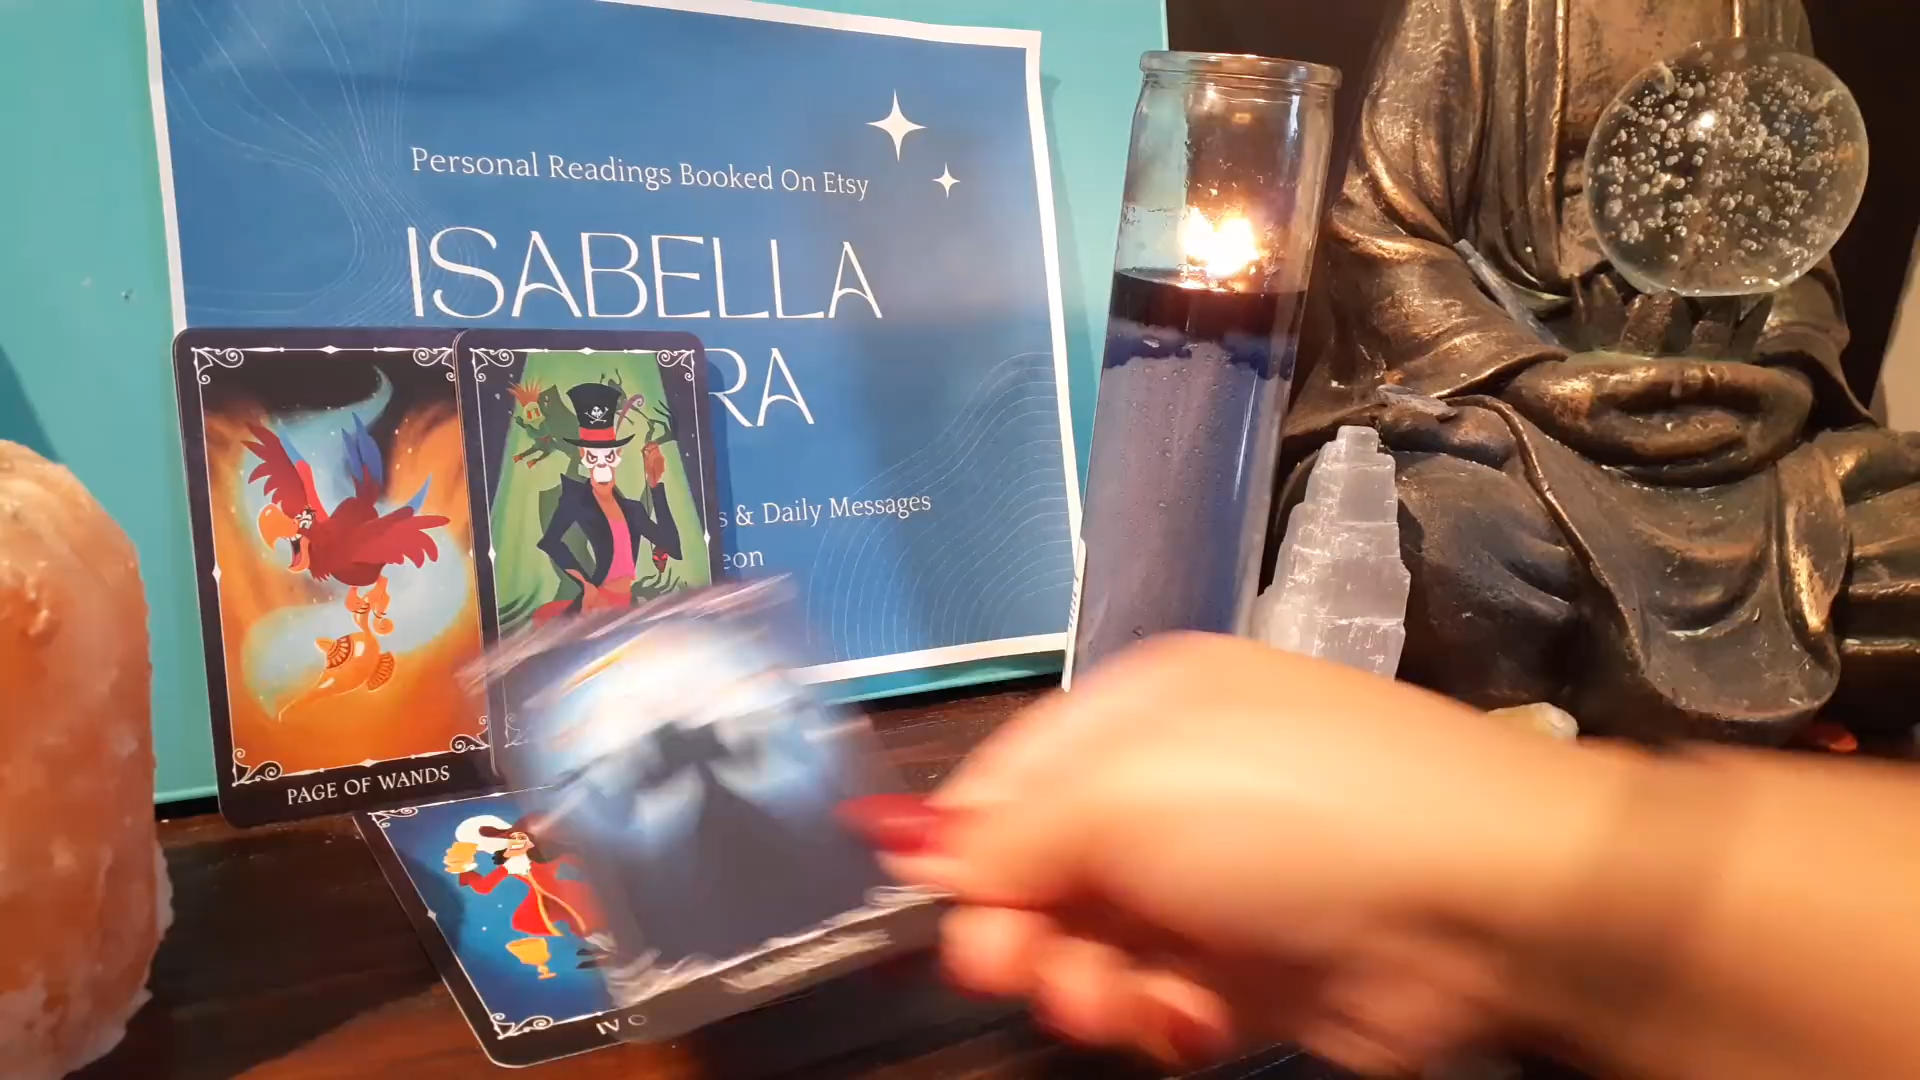 Personal Readings Booked On Etsy
ISABELLA
RA
s & Daily Messages
eon
PAGE OF WANDS
IV O